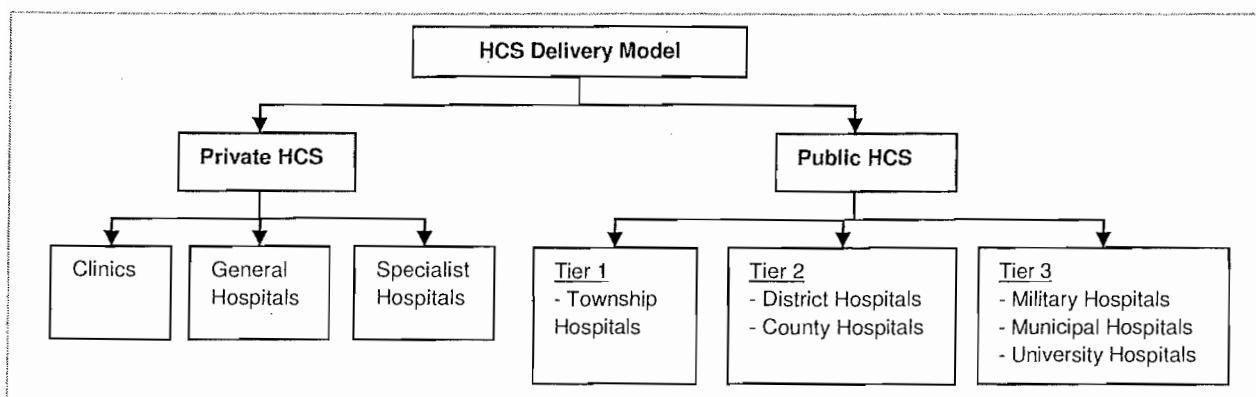 HCS Delivery Model
Private HCS
Public HCS
Clinics
General
Hospitals
Specialist
Hospitals
Tier 1
- Township
Hospitals
Tier 2
- District Hospitals
- County Hospitals
Tier 3
- Military Hospitals
- Municipal Hospitals
- University Hospitals